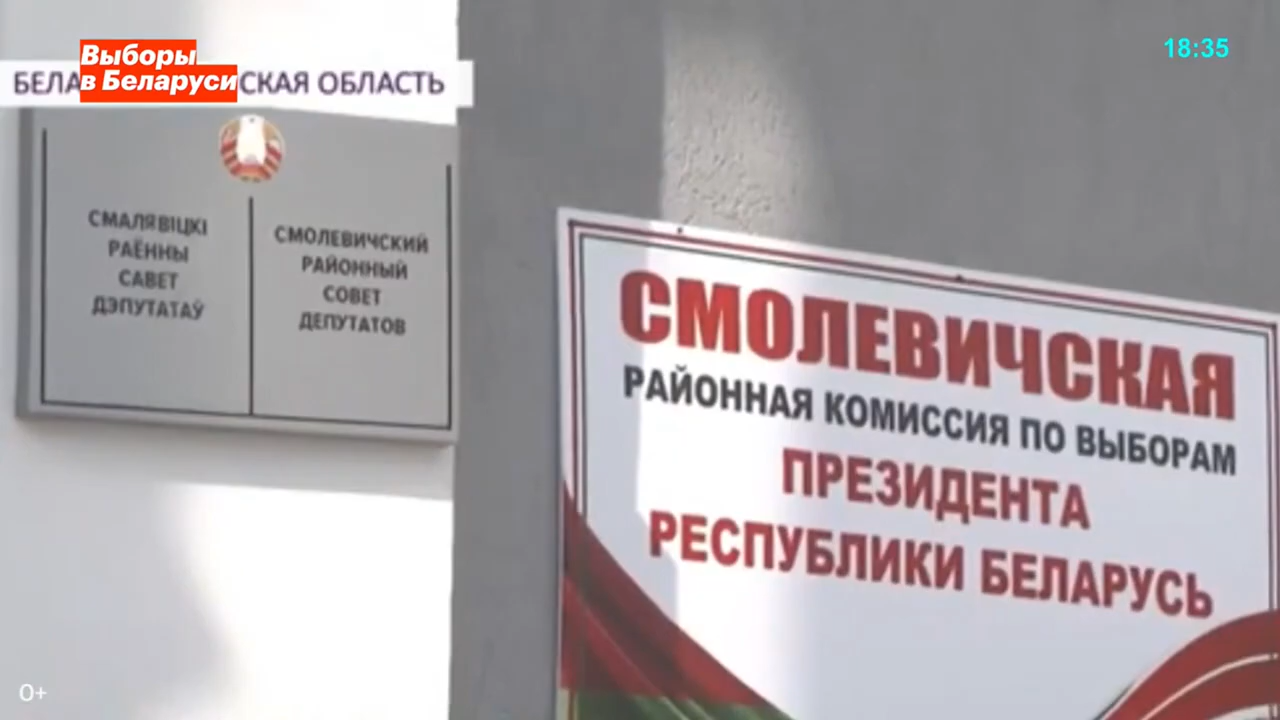 Выборы
в Беларуси
БЕЛА СКАЯ ОБЛАСТЬ
18:35
СМАЛЯВІЦКІ
РАЁННЫ
САВЕТ
ДЭПУТАТАЎ
СМОЛЕВИЧСКИЙ
РАЙОННЫЙ
СОВЕТ
ДЕПУТАТОВ
СМОЛЕВИЧСКАЯ
РАЙОННАЯ КОМИССИЯ ПО ВЫБОРАМ
ПРЕЗИДЕНТА
РЕСПУБЛИКИ БЕЛАРУСЬ
0+